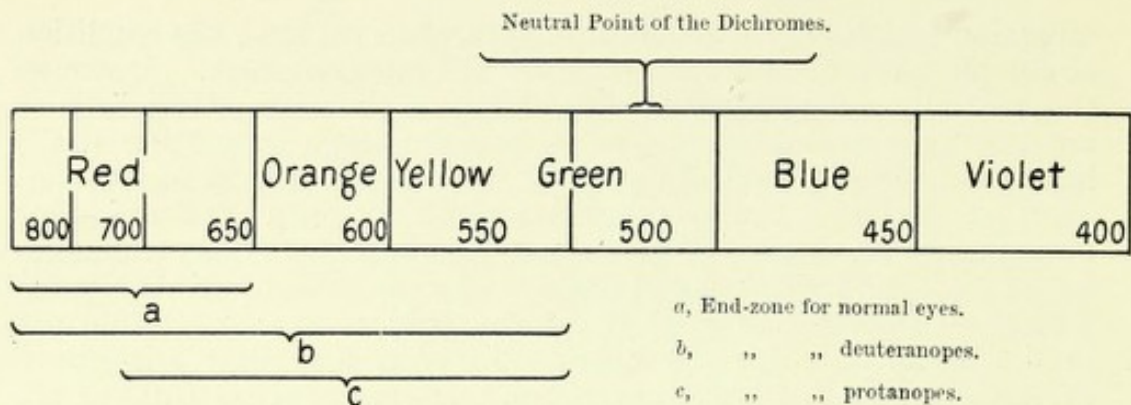 Neutral Point of the Dichromes.
Red Orange Yellow Green Blue Violet
800 700 650 600 550 500 450 400
a
b
c
a, End-zone for normal eyes.
b, ,, ,, deuteranopes.
c, ,, ,, protanopes.